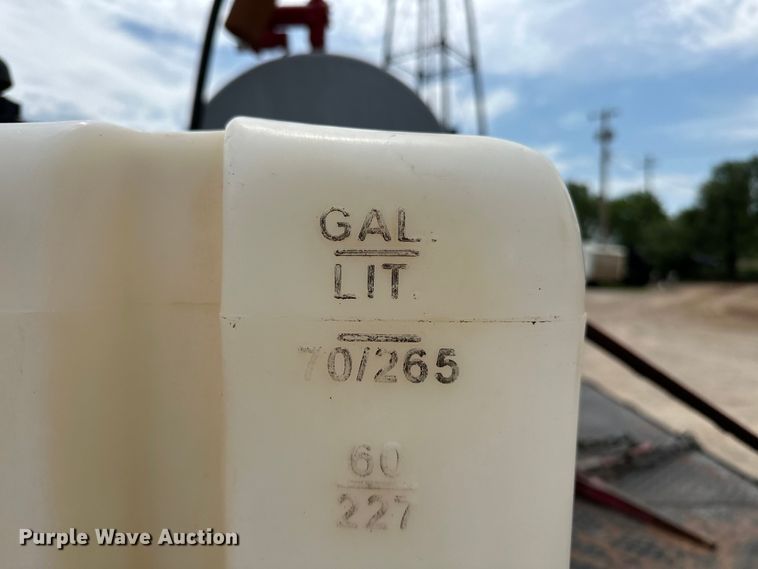 GAL.
LIT.
70/265
60
227
Purple Wave Auction